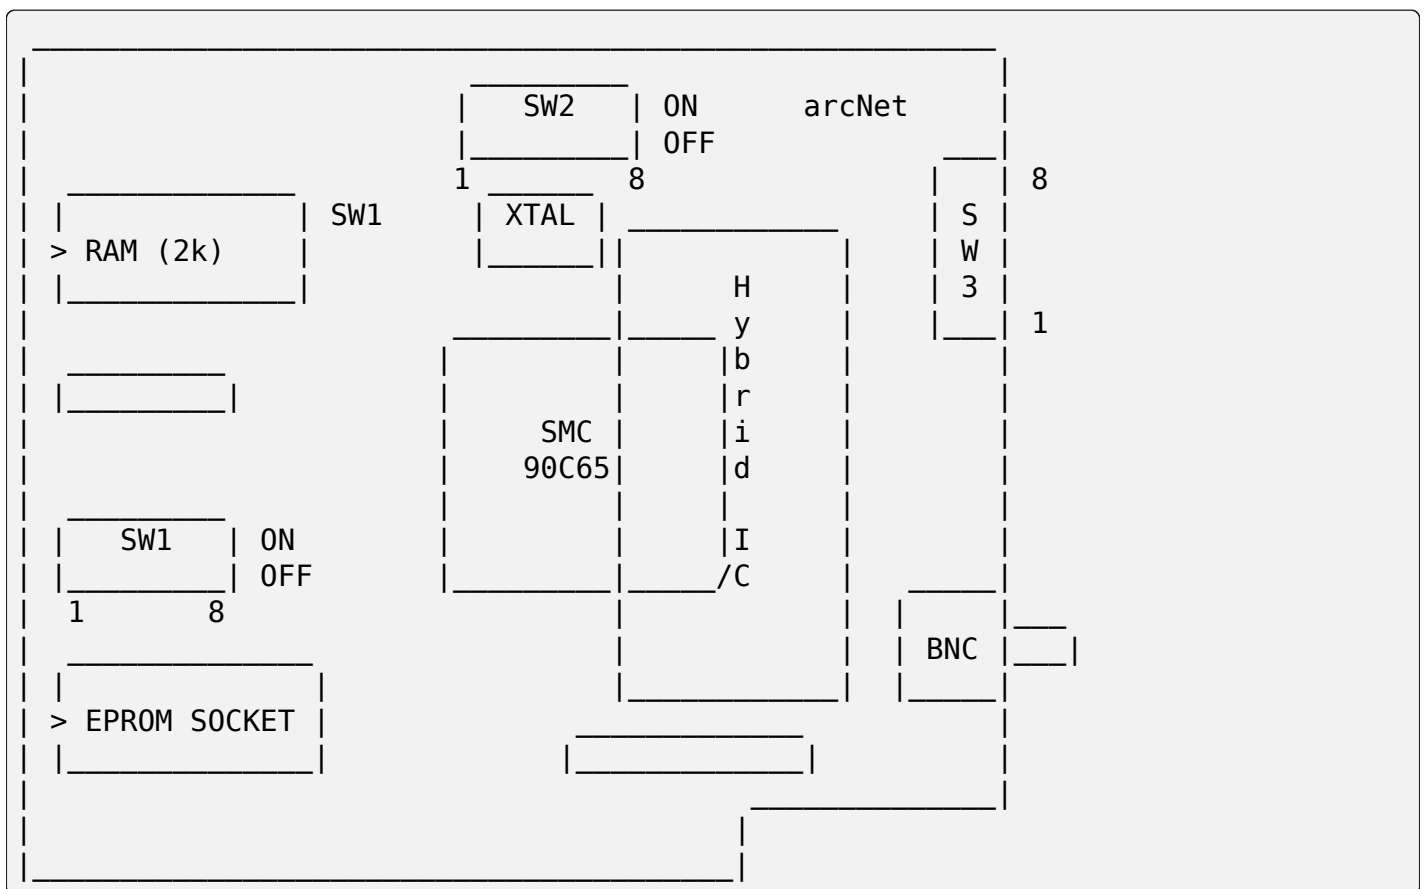 SW2 ON arcNet
OFF
1 8 8
SW1 XTAL S
> RAM (2k) W
H 3
y 1
b
r
SMC i
90C65 d
SW1 ON I
OFF /C
1 8
BNC
> EPROM SOCKET